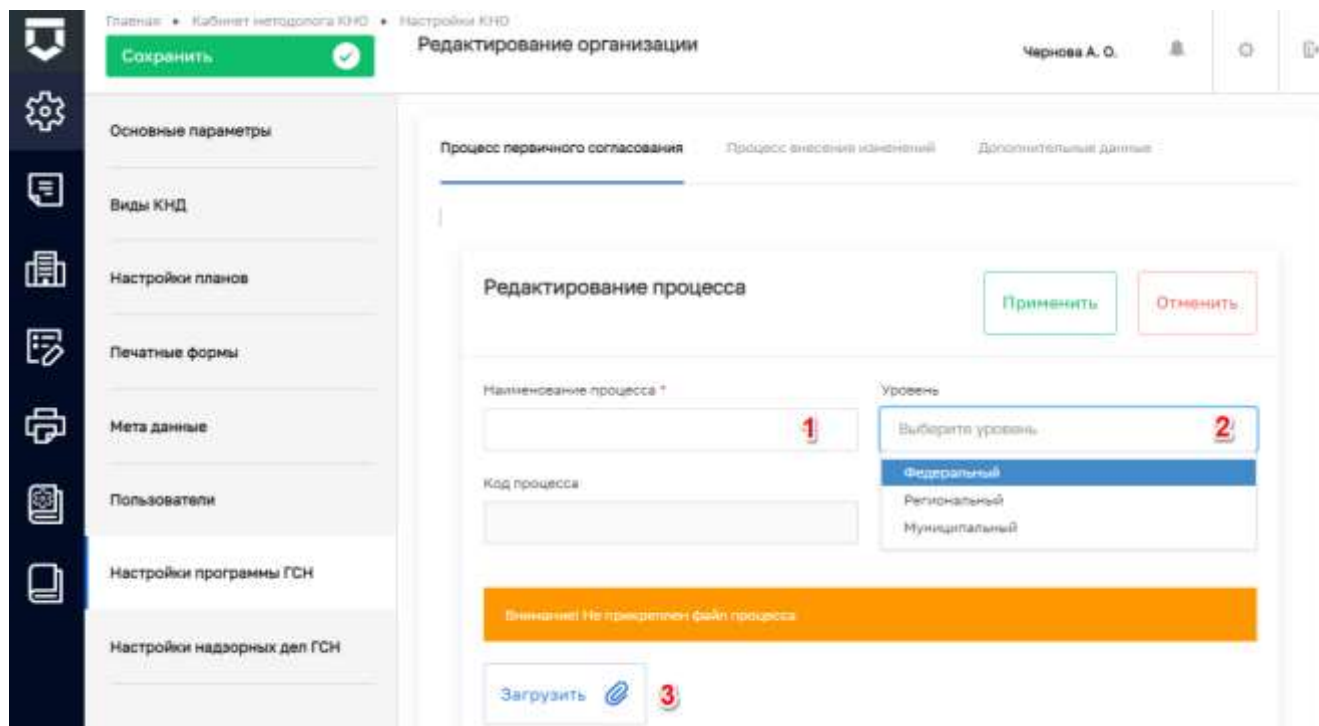 Главная • Кабинет методолога КНО • Настройки КНО
Сохранить
Редактирование организации
Чернова А. О.
Основные параметры
Виды КНД
Настройки планов
Печатные формы
Мета данные
Пользователи
Настройки программы ГСН
Настройки надзорных дел ГСН
Процесс первичного согласования
Процесс внесения изменений
Дополнительные данные
Редактирование процесса
Применить
Отменить
Наименование процесса *
1
Уровень
Выберите уровень
2
Федеральный
Региональный
Муниципальный
Код процесса
Внимание! Не прикреплен файл процесса
Загрузить
3